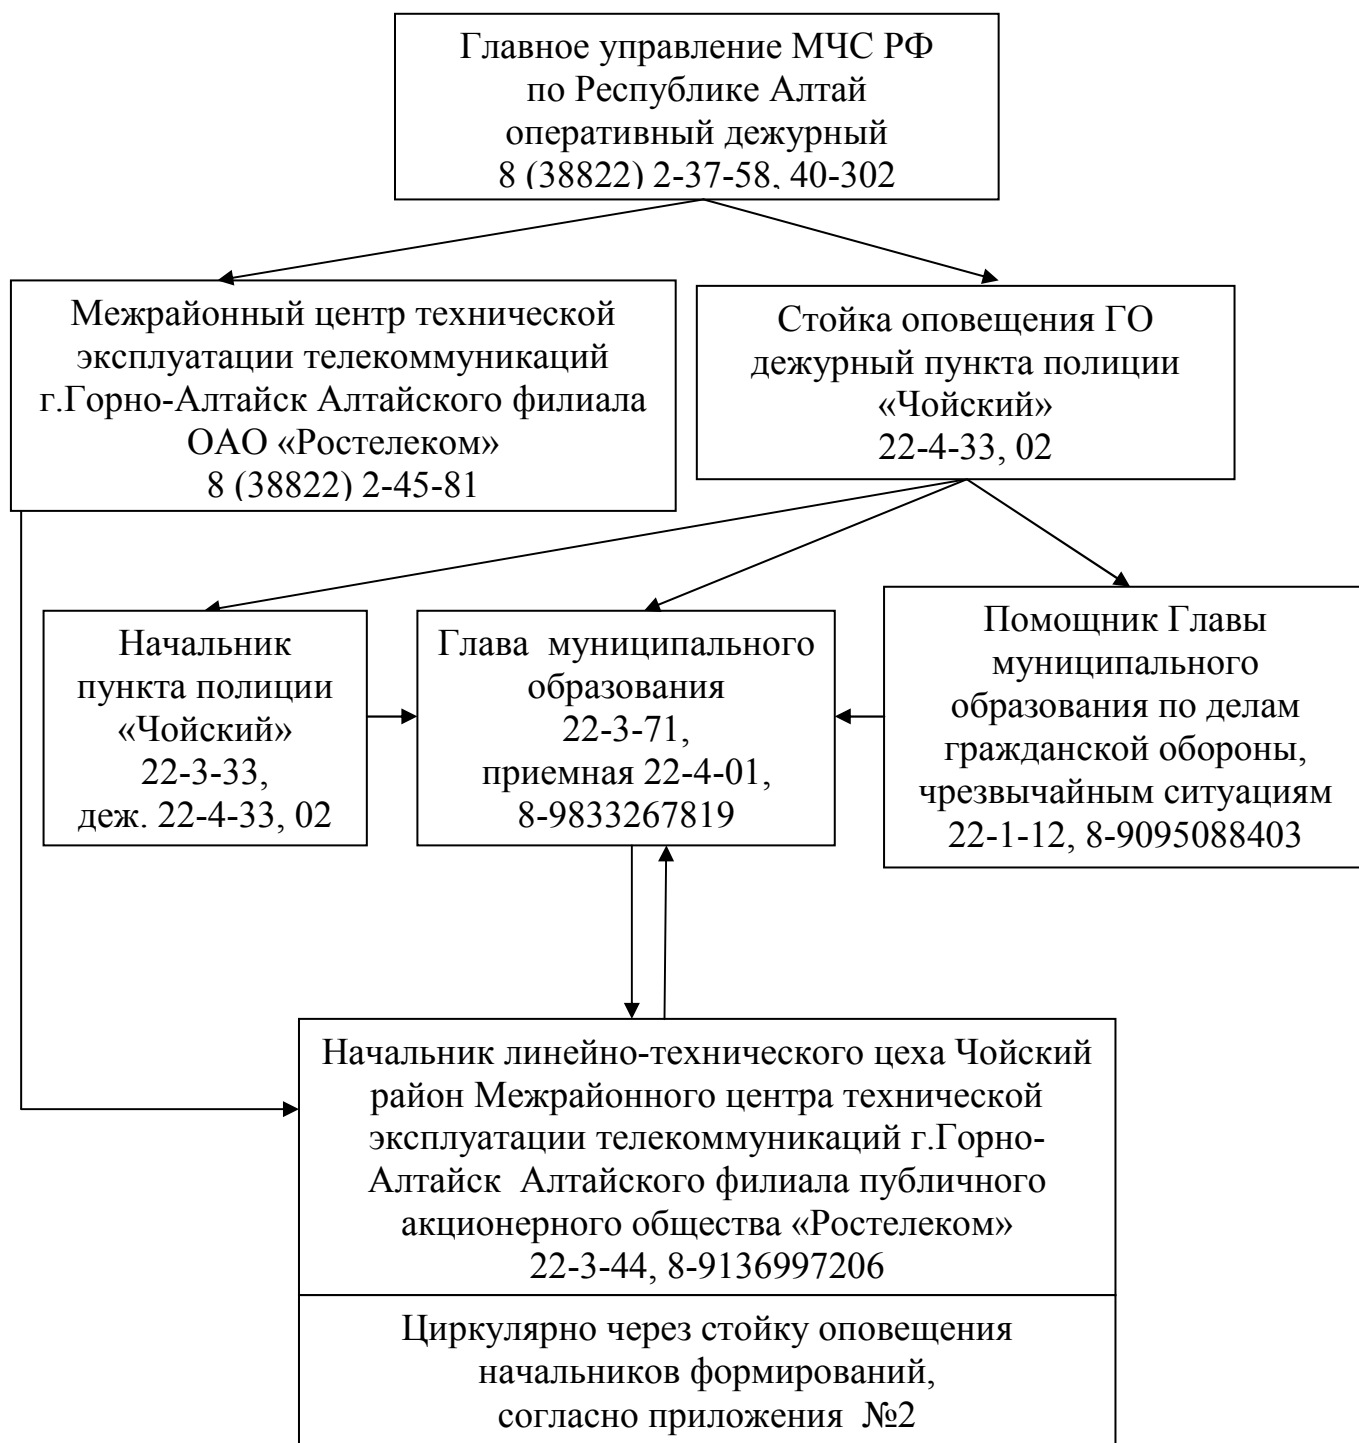 Главное управление МЧС РФ
по Республике Алтай
оперативный дежурный
8 (38822) 2-37-58, 40-302
Межрайонный центр технической
эксплуатации телекоммуникаций
г.Горно-Алтайск Алтайского филиала
ОАО «Ростелеком»
8 (38822) 2-45-81
Стойка оповещения ГО
дежурный пункта полиции
«Чойский»
22-4-33, 02
Начальник
пункта полиции
«Чойский»
22-3-33,
деж. 22-4-33, 02
Глава муниципального
образования
22-3-71,
приемная 22-4-01,
8-9833267819
Помощник Главы
муниципального
образования по делам
гражданской обороны,
чрезвычайным ситуациям
22-1-12, 8-9095088403
Начальник линейно-технического цеха Чойский
район Межрайонного центра технической
эксплуатации телекоммуникаций г.Горно-
Алтайск Алтайского филиала публичного
акционерного общества «Ростелеком»
22-3-44, 8-9136997206
Циркулярно через стойку оповещения
начальников формирований,
согласно приложения №2